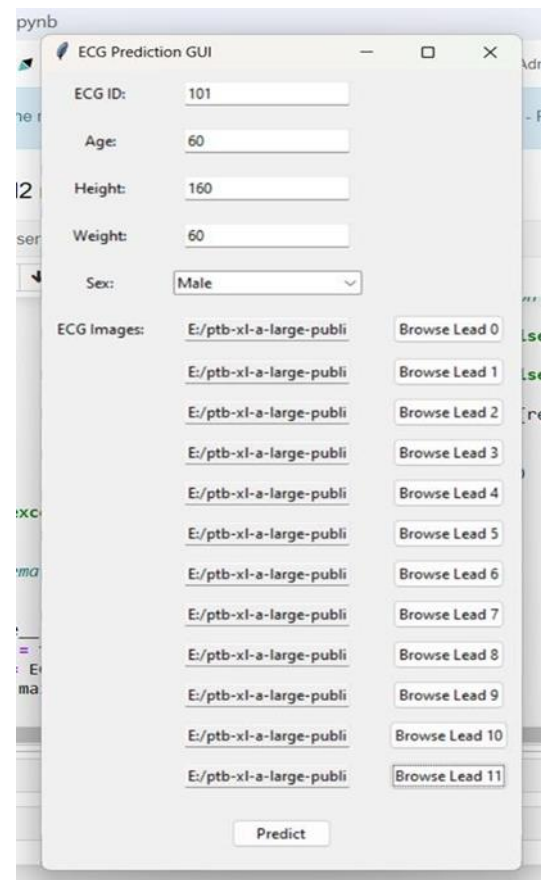 pynb
ECG Prediction GUI
ECG ID: 101
Age: 60
Height: 160
Weight: 60
Sex: Male
ECG Images: E:/ptb-xl-a-large-publi Browse Lead 0
E:/ptb-xl-a-large-publi Browse Lead 1
E:/ptb-xl-a-large-publi Browse Lead 2
E:/ptb-xl-a-large-publi Browse Lead 3
E:/ptb-xl-a-large-publi Browse Lead 4
E:/ptb-xl-a-large-publi Browse Lead 5
E:/ptb-xl-a-large-publi Browse Lead 6
E:/ptb-xl-a-large-publi Browse Lead 7
E:/ptb-xl-a-large-publi Browse Lead 8
E:/ptb-xl-a-large-publi Browse Lead 9
E:/ptb-xl-a-large-publi Browse Lead 10
E:/ptb-xl-a-large-publi Browse Lead 11
Predict